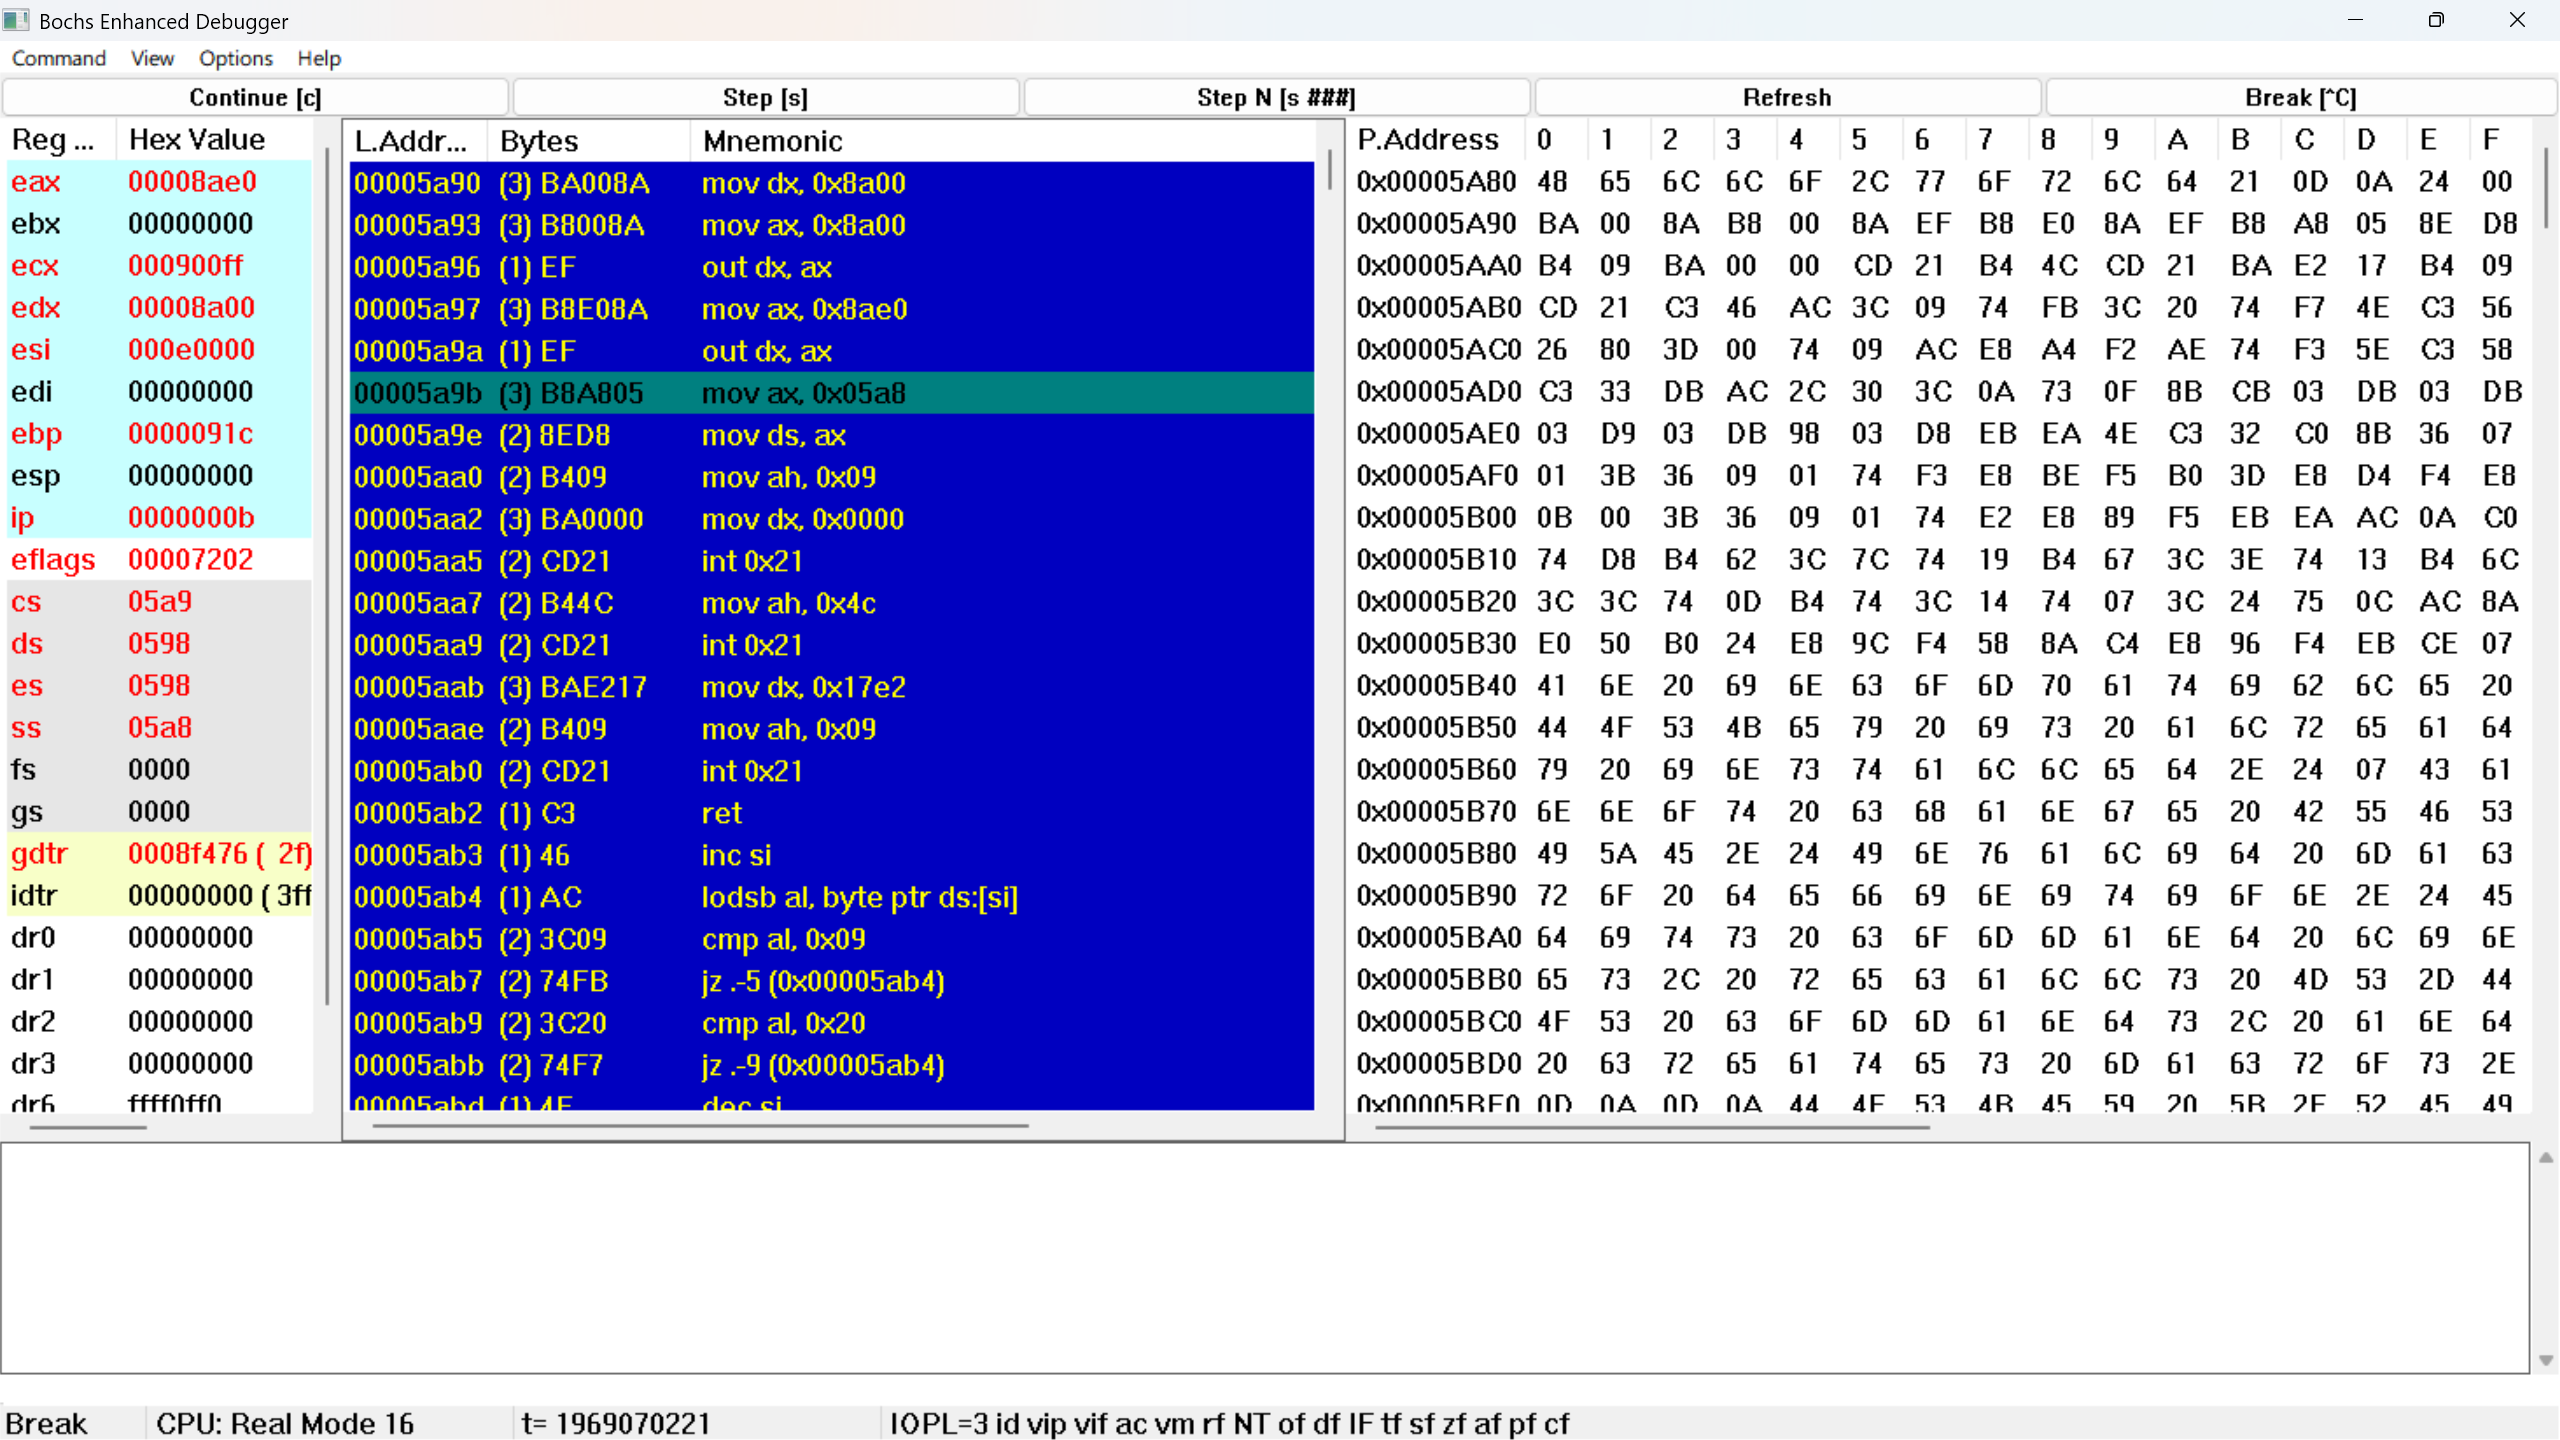 Bochs Enhanced Debugger
Command View Options Help
Continue [c] Step [s] Step N [s ###] Refresh Break [^C]
Reg ... Hex Value
eax 00008ae0
ebx 00000000
ecx 000900ff
edx 00008a00
esi 000e0000
edi 00000000
ebp 0000091c
esp 00000000
ip 0000000b
eflags 00007202
cs 05a9
ds 0598
es 0598
ss 05a8
fs 0000
gs 0000
gdtr 0008f476 ( 2f)
idtr 00000000 ( 3ff
dr0 00000000
dr1 00000000
dr2 00000000
dr3 00000000
dr6 ffff0ff0
L.Addr... Bytes Mnemonic
00005a90 (3) BA008A mov dx, 0x8a00
00005a93 (3) B8008A mov ax, 0x8a00
00005a96 (1) EF out dx, ax
00005a97 (3) B8E08A mov ax, 0x8ae0
00005a9a (1) EF out dx, ax
00005a9b (3) B8A805 mov ax, 0x05a8
00005a9e (2) 8ED8 mov ds, ax
00005aa0 (2) B409 mov ah, 0x09
00005aa2 (3) BA0000 mov dx, 0x0000
00005aa5 (2) CD21 int 0x21
00005aa7 (2) B44C mov ah, 0x4c
00005aa9 (2) CD21 int 0x21
00005aab (3) BAE217 mov dx, 0x17e2
00005aae (2) B409 mov ah, 0x09
00005ab0 (2) CD21 int 0x21
00005ab2 (1) C3 ret
00005ab3 (1) 46 inc si
00005ab4 (1) AC lodsb al, byte ptr ds:[si]
00005ab5 (2) 3C09 cmp al, 0x09
00005ab7 (2) 74FB jz .-5 (0x00005ab4)
00005ab9 (2) 3C20 cmp al, 0x20
00005abb (2) 74F7 jz .-9 (0x00005ab4)
00005abd (1) 4E dec si
P.Address 0 1 2 3 4 5 6 7 8 9 A B C D E F
0x00005A80 48 65 6C 6C 6F 2C 77 6F 72 6C 64 21 0D 0A 24 00
0x00005A90 BA 00 8A B8 00 8A EF B8 E0 8A EF B8 A8 05 8E D8
0x00005AA0 B4 09 BA 00 00 CD 21 B4 4C CD 21 BA E2 17 B4 09
0x00005AB0 CD 21 C3 46 AC 3C 09 74 FB 3C 20 74 F7 4E C3 56
0x00005AC0 26 80 3D 00 74 09 AC E8 A4 F2 AE 74 F3 5E C3 58
0x00005AD0 C3 33 DB AC 2C 30 3C 0A 73 0F 8B CB 03 DB 03 DB
0x00005AE0 03 D9 03 DB 98 03 D8 EB EA 4E C3 32 C0 8B 36 07
0x00005AF0 01 3B 36 09 01 74 F3 E8 BE F5 B0 3D E8 D4 F4 E8
0x00005B00 0B 00 3B 36 09 01 74 E2 E8 89 F5 EB EA AC 0A C0
0x00005B10 74 D8 B4 62 3C 7C 74 19 B4 67 3C 3E 74 13 B4 6C
0x00005B20 3C 3C 74 0D B4 74 3C 14 74 07 3C 24 75 0C AC 8A
0x00005B30 E0 50 B0 24 E8 9C F4 58 8A C4 E8 96 F4 EB CE 07
0x00005B40 41 6E 20 69 6E 63 6F 6D 70 61 74 69 62 6C 65 20
0x00005B50 44 4F 53 4B 65 79 20 69 73 20 61 6C 72 65 61 64
0x00005B60 79 20 69 6E 73 74 61 6C 6C 65 64 2E 24 07 43 61
0x00005B70 6E 6E 6F 74 20 63 68 61 6E 67 65 20 42 55 46 53
0x00005B80 49 5A 45 2E 24 49 6E 76 61 6C 69 64 20 6D 61 63
0x00005B90 72 6F 20 64 65 66 69 6E 69 74 69 6F 6E 2E 24 45
0x00005BA0 64 69 74 73 20 63 6F 6D 6D 61 6E 64 20 6C 69 6E
0x00005BB0 65 73 2C 20 72 65 63 61 6C 6C 73 20 4D 53 2D 44
0x00005BC0 4F 53 20 63 6F 6D 6D 61 6E 64 73 2C 20 61 6E 64
0x00005BD0 20 63 72 65 61 74 65 73 20 6D 61 63 72 6F 73 2E
0x00005BE0 0D 0A 0D 0A 44 4F 53 4B 45 59 20 5B 2F 52 45 49
Break CPU: Real Mode 16 t= 1969070221 IOPL=3 id vip vif ac vm rf NT of df IF tf sf zf af pf cf